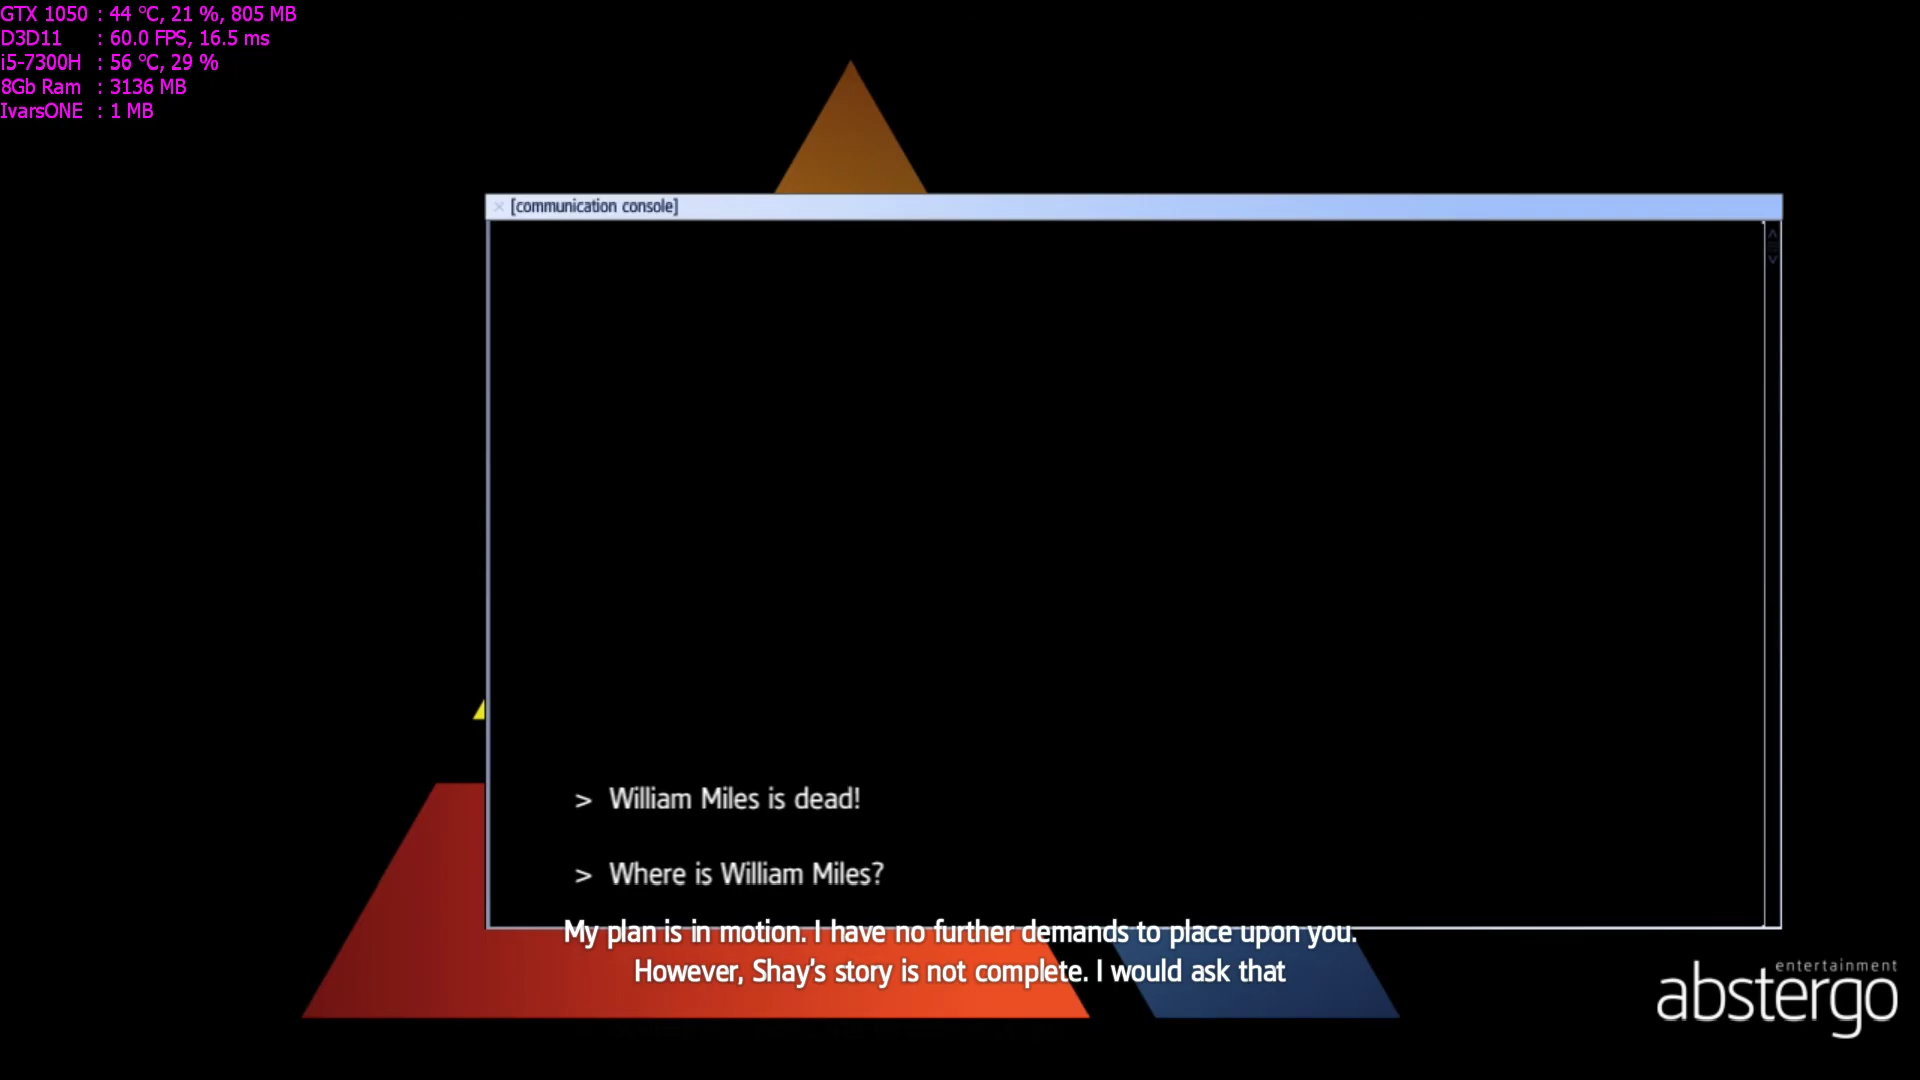 GTX 1050 : 44 °C, 21 %, 805 MB
D3D11 : 60.0 FPS, 16.5 ms
i5-7300H : 56 °C, 29 %
8Gb Ram : 3136 MB
IvarsONE : 1 MB
× [communication console]
> William Miles is dead!
> Where is William Miles?
My plan is in motion. I have no further demands to place upon you.
However, Shay's story is not complete. I would ask that
entertainment
abstergo